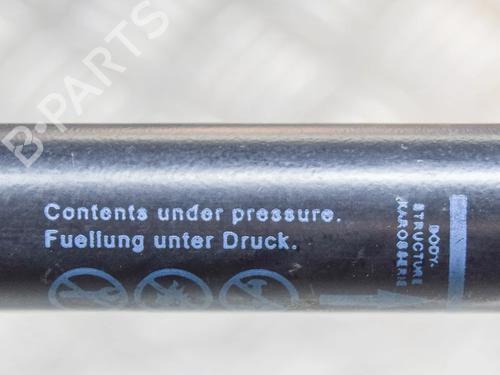 B-PARTS
Contents under pressure.
Fuellung unter Druck.
BODY-
STRUCTURE
KAROSSERIE